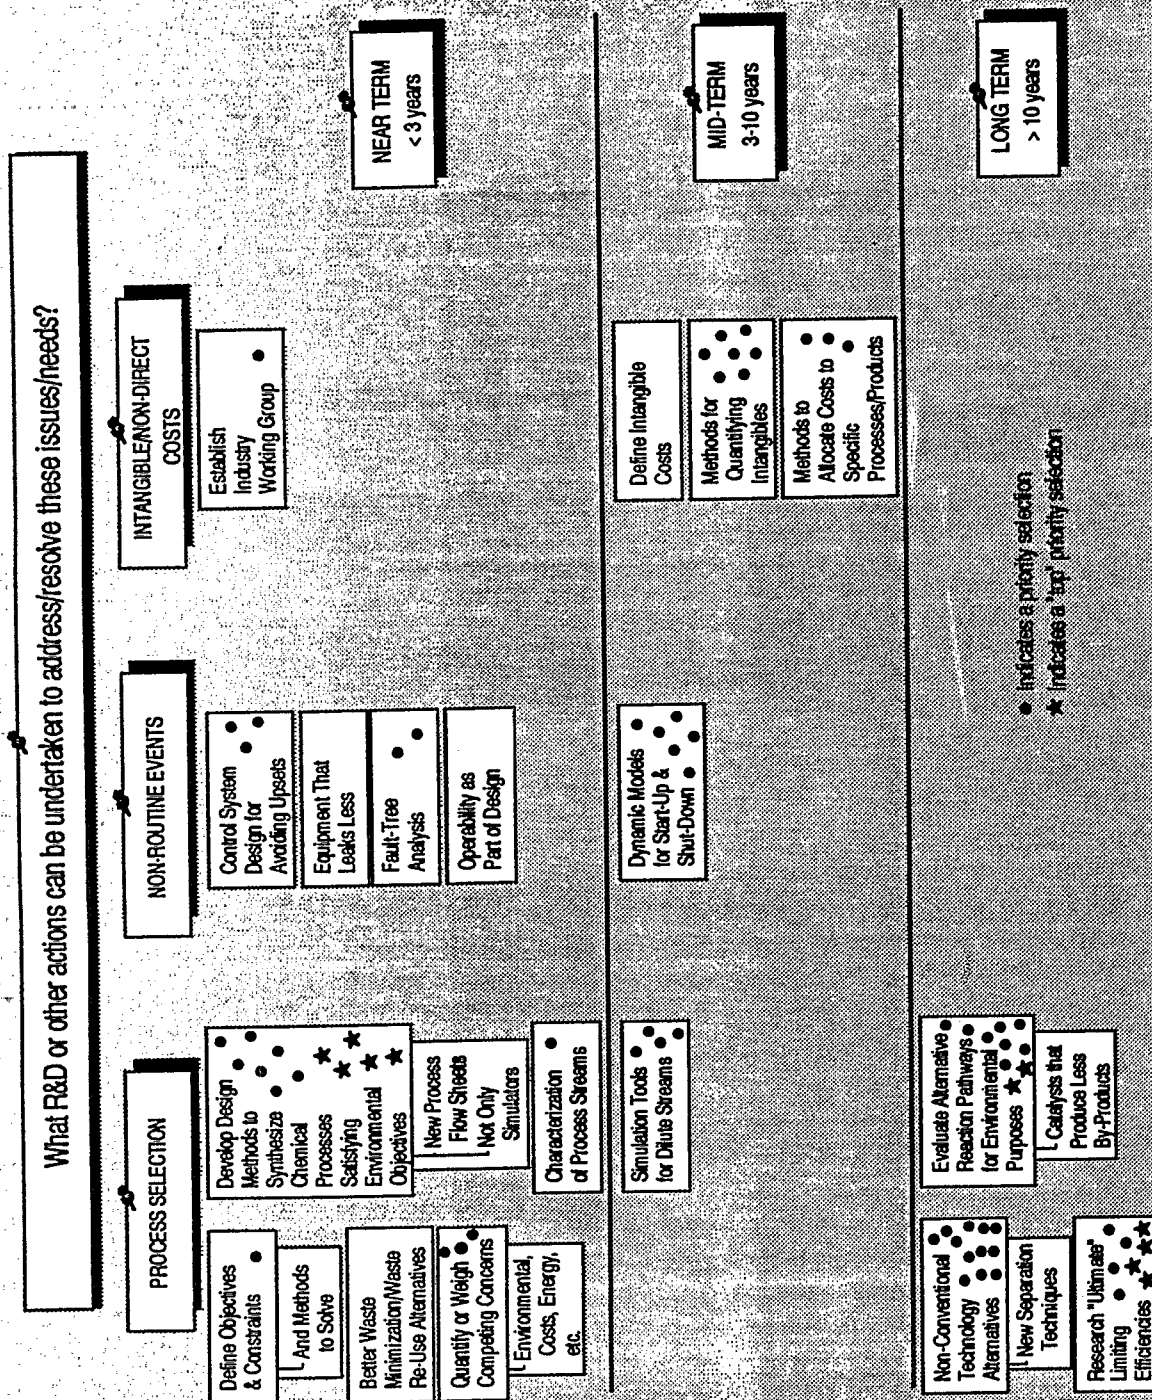 What R&D or other actions can be undertaken to address/resolve these issues/needs?
PROCESS SELECTION
NON-ROUTINE EVENTS
INTANGIBLE/NON-DIRECT
COSTS
NEAR TERM
< 3 years
Define Objectives
& Constraints ●
And Methods
to Solve
Better Waste
Minimization/Waste
Re-Use Alternatives
Quantify or Weigh
Competing Concerns
Environmental,
Costs, Energy,
etc.
Develop Design
Methods to
Synthesize
Chemical
Processes
Satisfying
Environmental
Objectives
New Process
Flow Sheets
Not Only
Simulators
Characterization
of Process Streams
Control System
Design for
Avoiding Upsets
Equipment That
Leaks Less
Fault-Tree
Analysis
Operability as
Part of Design
Establish
Industry
Working Group
MID-TERM
3-10 years
Simulation Tools
for Dilute Streams
Dynamic Models
for Start-Up &
Shut-Down
Define Intangible
Costs
Methods for
Quantifying
Intangibles
Methods to
Allocate Costs to
Specific
Processes/Products
LONG TERM
> 10 years
Non-Conventional
Technology
Alternatives
New Separation
Techniques
Research "Ultimate"
Limiting
Efficiencies
Evaluate Alternative
Reaction Pathways
for Environmental
Purposes
Catalysts that
Produce Less
By-Products
● Indicates a priority selection
★ Indicates a "top" priority selection